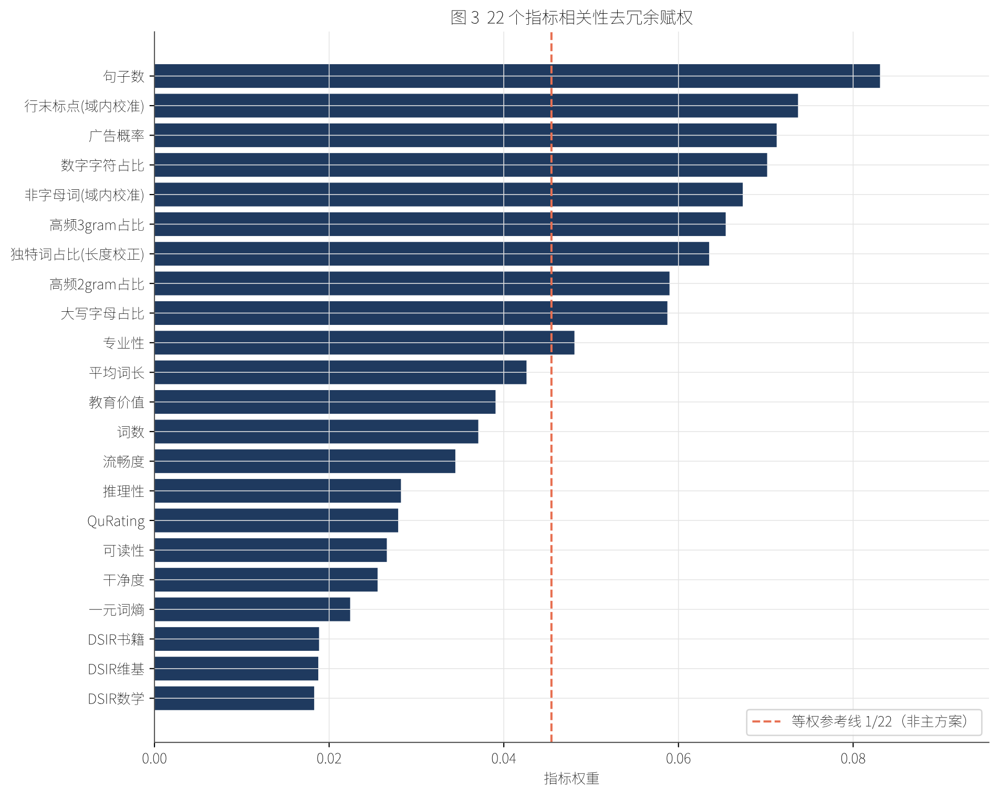 图 3 22 个指标相关性去冗余赋权
句子数
行末标点(域内校准)
广告概率
数字字符占比
非字母词(域内校准)
高频3gram占比
独特词占比(长度校正)
高频2gram占比
大写字母占比
专业性
平均词长
教育价值
词数
流畅度
推理性
QuRating
可读性
干净度
一元词熵
DSIR书籍
DSIR维基
DSIR数学
等权参考线 1/22（非主方案）
0.00 0.02 0.04 0.06 0.08
指标权重